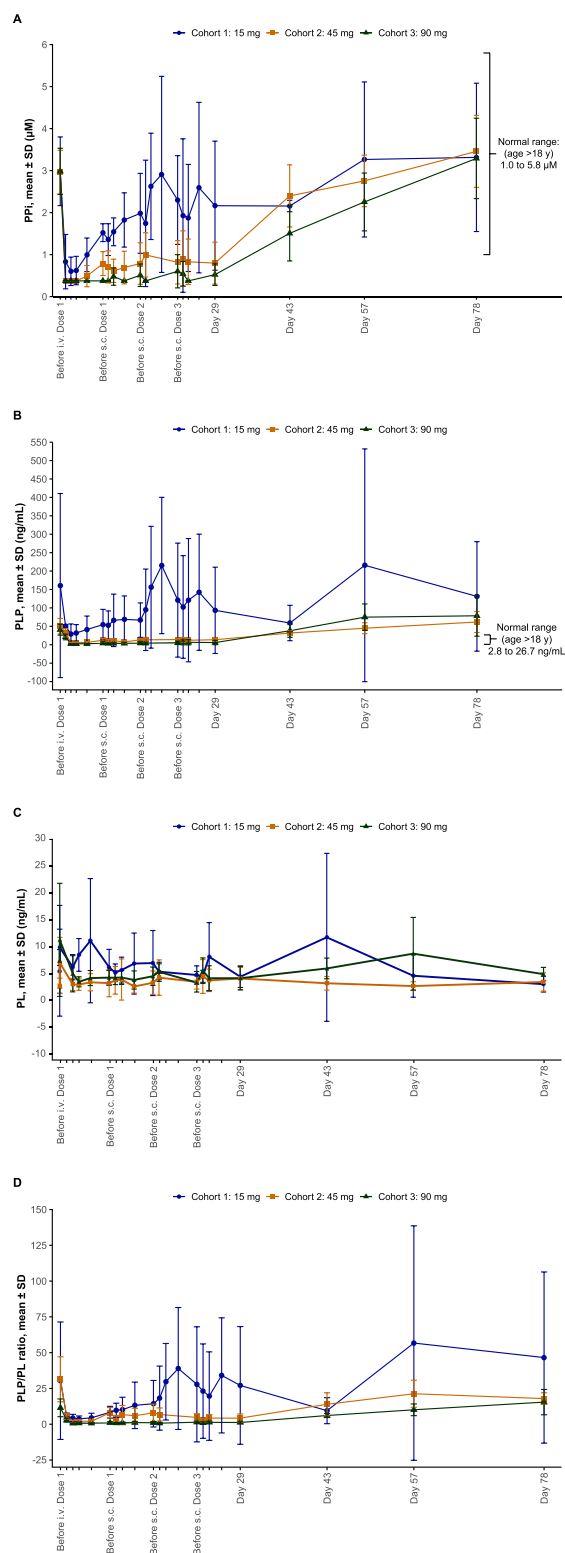 A
Cohort 1: 15 mg Cohort 2: 45 mg Cohort 3: 90 mg
PPi, mean ± SD (µM)
6
5
4
3
2
1
0
Normal range:
(age >18 y)
1.0 to 5.8 µM
Before i.v. Dose 1
Before s.c. Dose 1
Before s.c. Dose 2
Before s.c. Dose 3
Day 29
Day 43
Day 57
Day 78
B
Cohort 1: 15 mg Cohort 2: 45 mg Cohort 3: 90 mg
PLP, mean ± SD (ng/mL)
550
500
450
400
350
300
250
200
150
100
50
0
-50
-100
Normal range
(age >18 y)
2.8 to 26.7 ng/mL
Before i.v. Dose 1
Before s.c. Dose 1
Before s.c. Dose 2
Before s.c. Dose 3
Day 29
Day 43
Day 57
Day 78
C
Cohort 1: 15 mg Cohort 2: 45 mg Cohort 3: 90 mg
PL, mean ± SD (ng/mL)
30
25
20
15
10
5
0
-5
-10
Before i.v. Dose 1
Before s.c. Dose 1
Before s.c. Dose 2
Before s.c. Dose 3
Day 29
Day 43
Day 57
Day 78
D
Cohort 1: 15 mg Cohort 2: 45 mg Cohort 3: 90 mg
PLP/PL ratio, mean ± SD
150
125
100
75
50
25
0
-25
Before i.v. Dose 1
Before s.c. Dose 1
Before s.c. Dose 2
Before s.c. Dose 3
Day 29
Day 43
Day 57
Day 78